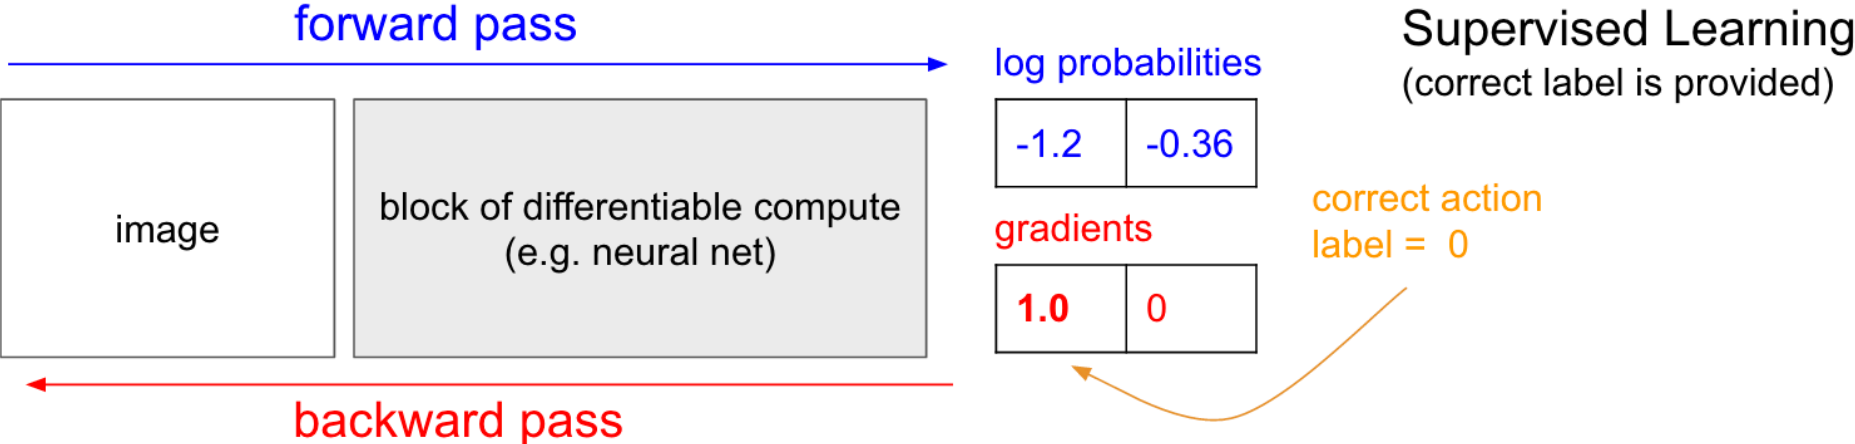 forward pass
Supervised Learning
(correct label is provided)
log probabilities
-1.2 -0.36
image
block of differentiable compute
(e.g. neural net)
correct action
label = 0
gradients
1.0 0
backward pass